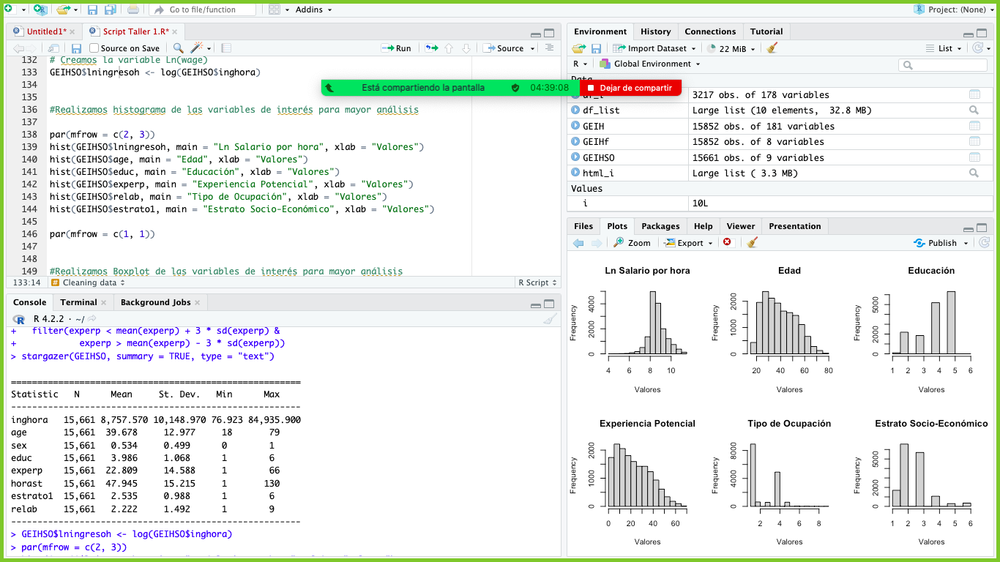 Go to file/function
Addins
Project: (None)
Untitled1*
Script Taller 1.R*
Source on Save
Run
Source
132 # Creamos la variable Ln(wage)
133 GEIHSO$lningresoh <- log(GEIHSO$inghora)
134
135
136 #Realizamos histograma de las variables de interés para mayor análisis
137
138 par(mfrow = c(2, 3))
139 hist(GEIHSO$lningresoh, main = "Ln Salario por hora", xlab = "Valores")
140 hist(GEIHSO$age, main = "Edad", xlab = "Valores")
141 hist(GEIHSO$educ, main = "Educación", xlab = "Valores")
142 hist(GEIHSO$experp, main = "Experiencia Potencial", xlab = "Valores")
143 hist(GEIHSO$relab, main = "Tipo de Ocupación", xlab = "Valores")
144 hist(GEIHSO$estrato1, main = "Estrato Socio-Económico", xlab = "Valores")
145
146 par(mfrow = c(1, 1))
147
148
149 #Realizamos Boxplot de las variables de interés para mayor análisis
133:14 # Cleaning data R Script
Está compartiendo la pantalla 04:39:08 Dejar de compartir
Console Terminal Background Jobs
R 4.2.2 · ~/
+ filter(experp < mean(experp) + 3 * sd(experp) &
+ experp > mean(experp) - 3 * sd(experp))
> stargazer(GEIHSO, summary = TRUE, type = "text")
=======================================================
Statistic N Mean St. Dev. Min Max
-------------------------------------------------------
inghora 15,661 8,757.570 10,148.970 76.923 84,935.900
age 15,661 39.678 12.977 18 79
sex 15,661 0.534 0.499 0 1
educ 15,661 3.986 1.068 1 6
experp 15,661 22.809 14.588 1 66
horast 15,661 47.945 15.215 1 130
estrato1 15,661 2.535 0.988 1 6
relab 15,661 2.222 1.492 1 9
-------------------------------------------------------
> GEIHSO$lningresoh <- log(GEIHSO$inghora)
> par(mfrow = c(2, 3))
Environment History Connections Tutorial
Import Dataset 22 MiB List
R Global Environment
3217 obs. of 178 variables
df_list Large list (10 elements, 32.8 MB)
GEIH 15852 obs. of 181 variables
GEIHf 15852 obs. of 8 variables
GEIHSO 15661 obs. of 9 variables
html_i Large list ( 3.3 MB)
Values
i 10L
Files Plots Packages Help Viewer Presentation
Zoom Export Publish
Ln Salario por hora
Frequency
0 2000 4000
4 6 8 10
Valores
Edad
Frequency
0 1000 2000
20 40 60 80
Valores
Educación
Frequency
0 2000 5000
1 2 3 4 5 6
Valores
Experiencia Potencial
Frequency
0 1000 2000
0 20 40 60
Valores
Tipo de Ocupación
Frequency
0 4000 8000
2 4 6 8
Valores
Estrato Socio-Económico
Frequency
0 2000 5000
1 2 3 4 5 6
Valores